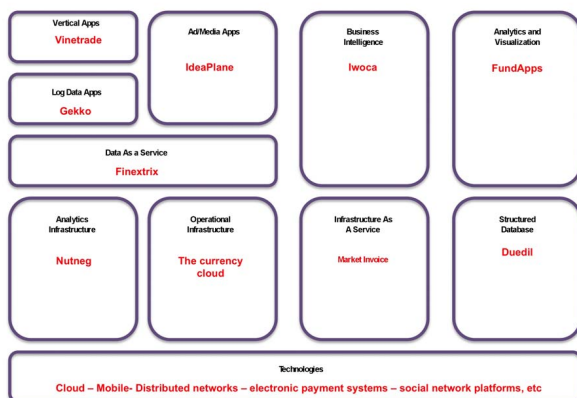 Vertical Apps
Vinetrade
Log Data Apps
Gekko
Ad/Media Apps
IdeaPlane
Business
Intelligence
Iwoca
Analytics and
Visualization
FundApps
Data As a Service
Finextrix
Analytics
Infrastructure
Nutneg
Operational
Infrastructure
The currency
cloud
Infrastructure As
A Service
Market Invoice
Structured
Database
Duedil
Technologies
Cloud – Mobile- Distributed networks – electronic payment systems – social network platforms, etc